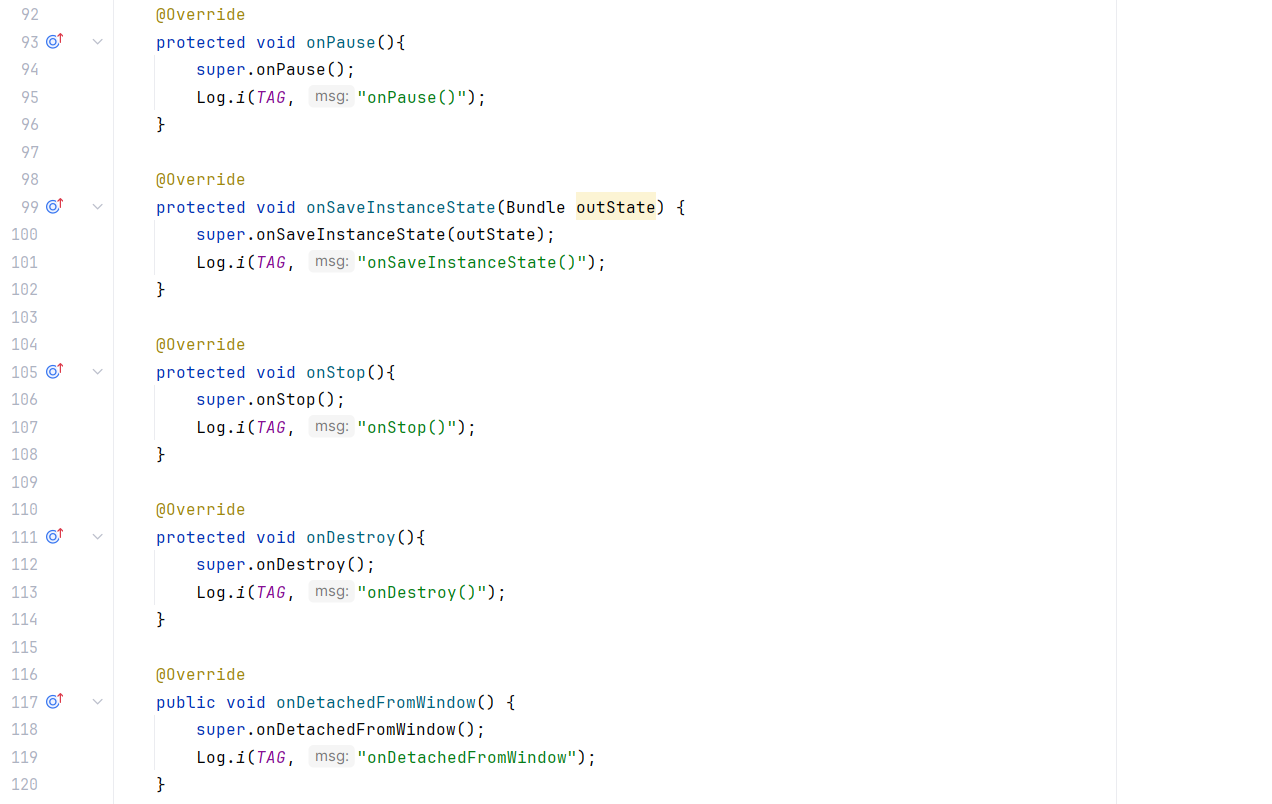 92 @Override
93 protected void onPause(){
94 super.onPause();
95 Log.i(TAG, msg: "onPause()");
96 }
97
98 @Override
99 protected void onSaveInstanceState(Bundle outState) {
100 super.onSaveInstanceState(outState);
101 Log.i(TAG, msg: "onSaveInstanceState()");
102 }
103
104 @Override
105 protected void onStop(){
106 super.onStop();
107 Log.i(TAG, msg: "onStop()");
108 }
109
110 @Override
111 protected void onDestroy(){
112 super.onDestroy();
113 Log.i(TAG, msg: "onDestroy()");
114 }
115
116 @Override
117 public void onDetachedFromWindow() {
118 super.onDetachedFromWindow();
119 Log.i(TAG, msg: "onDetachedFromWindow");
120 }